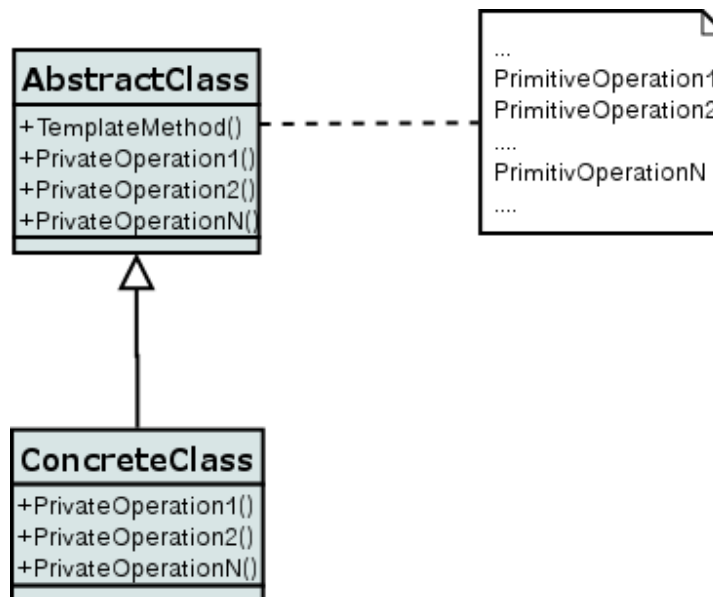 AbstractClass
+TemplateMethod()
+PrivateOperation1()
+PrivateOperation2()
+PrivateOperationN()
...
PrimitiveOperation1
PrimitiveOperation2
....
PrimitivOperationN
....
ConcreteClass
+PrivateOperation1()
+PrivateOperation2()
+PrivateOperationN()